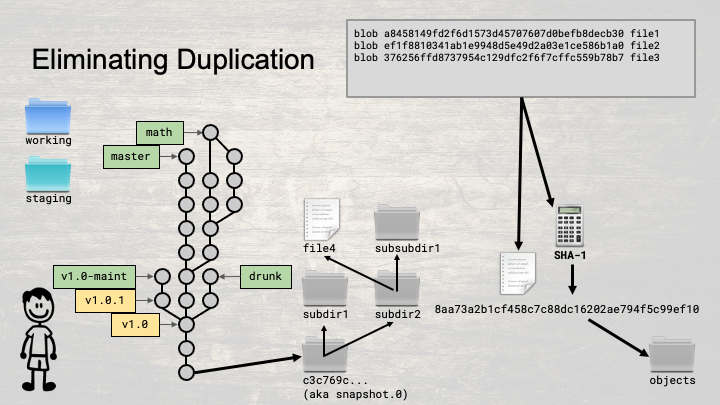 Eliminating Duplication
blob a8458149fd2f6d1573d45707607d0befb8decb30 file1
blob ef1f8810341ab1e9948d5e49d2a03e1ce586b1a0 file2
blob 376256ffd8737954c129dfc2f6f7cffc559b78b7 file3
working
staging
math
master
v1.0-maint
v1.0.1
v1.0
drunk
file4
subsubdir1
subdir1
subdir2
c3c769c...
(aka snapshot.0)
SHA-1
8aa73a2b1cf458c7c88dc16202ae794f5c99ef10
objects